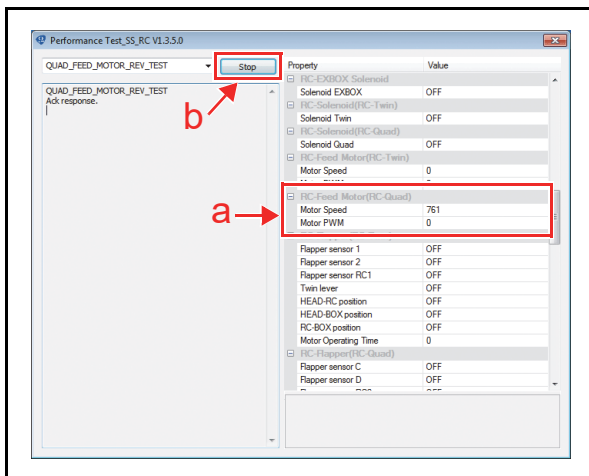 Performance Test_SS_RC V1.3.5.0
QUAD_FEED_MOTOR_REV_TEST
Stop
QUAD_FEED_MOTOR_REV_TEST
Ack response.
b
a
Property Value
RC-EXBOX Solenoid
Solenoid EXBOX OFF
RC-Solenoid(RC-Twin)
Solenoid Twin OFF
RC-Solenoid(RC-Quad)
Solenoid Quad OFF
RC-Feed Motor(RC-Twin)
Motor Speed 0
RC-Feed Motor(RC-Quad)
Motor Speed 761
Motor PWM 0
Flapper sensor 1 OFF
Flapper sensor 2 OFF
Flapper sensor RC1 OFF
Twin lever OFF
HEAD-RC position OFF
HEAD-BOX position OFF
RC-BOX position OFF
Motor Operating Time 0
RC-Flapper(RC-Quad)
Flapper sensor C OFF
Flapper sensor D OFF